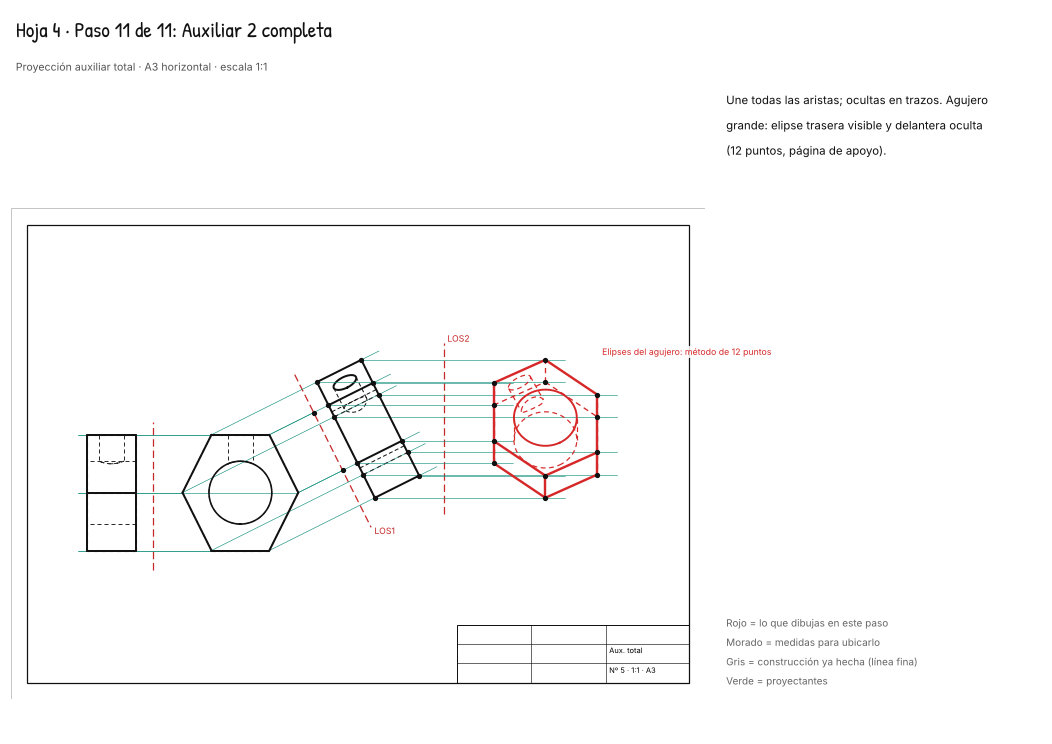 Hoja 4 · Paso 11 de 11: Auxiliar 2 completa
Proyección auxiliar total · A3 horizontal · escala 1:1
Une todas las aristas; ocultas en trazos. Agujero
grande: elipse trasera visible y delantera oculta
(12 puntos, página de apoyo).
LOS2
Elipses del agujero: método de 12 puntos
LOS1
Aux. total
Nº 5 · 1:1 · A3
Rojo = lo que dibujas en este paso
Morado = medidas para ubicarlo
Gris = construcción ya hecha (línea fina)
Verde = proyectantes